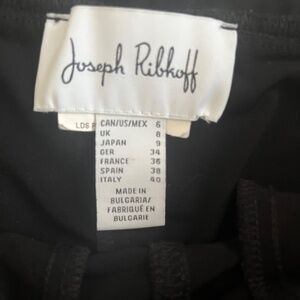 Joseph Ribkoff
LDS P
CAN/US/MEX 6
UK 8
JAPAN 9
GER 34
FRANCE 36
SPAIN 38
ITALY 40
MADE IN
BULGARIA/
FABRIQUÉ EN
BULGARIE